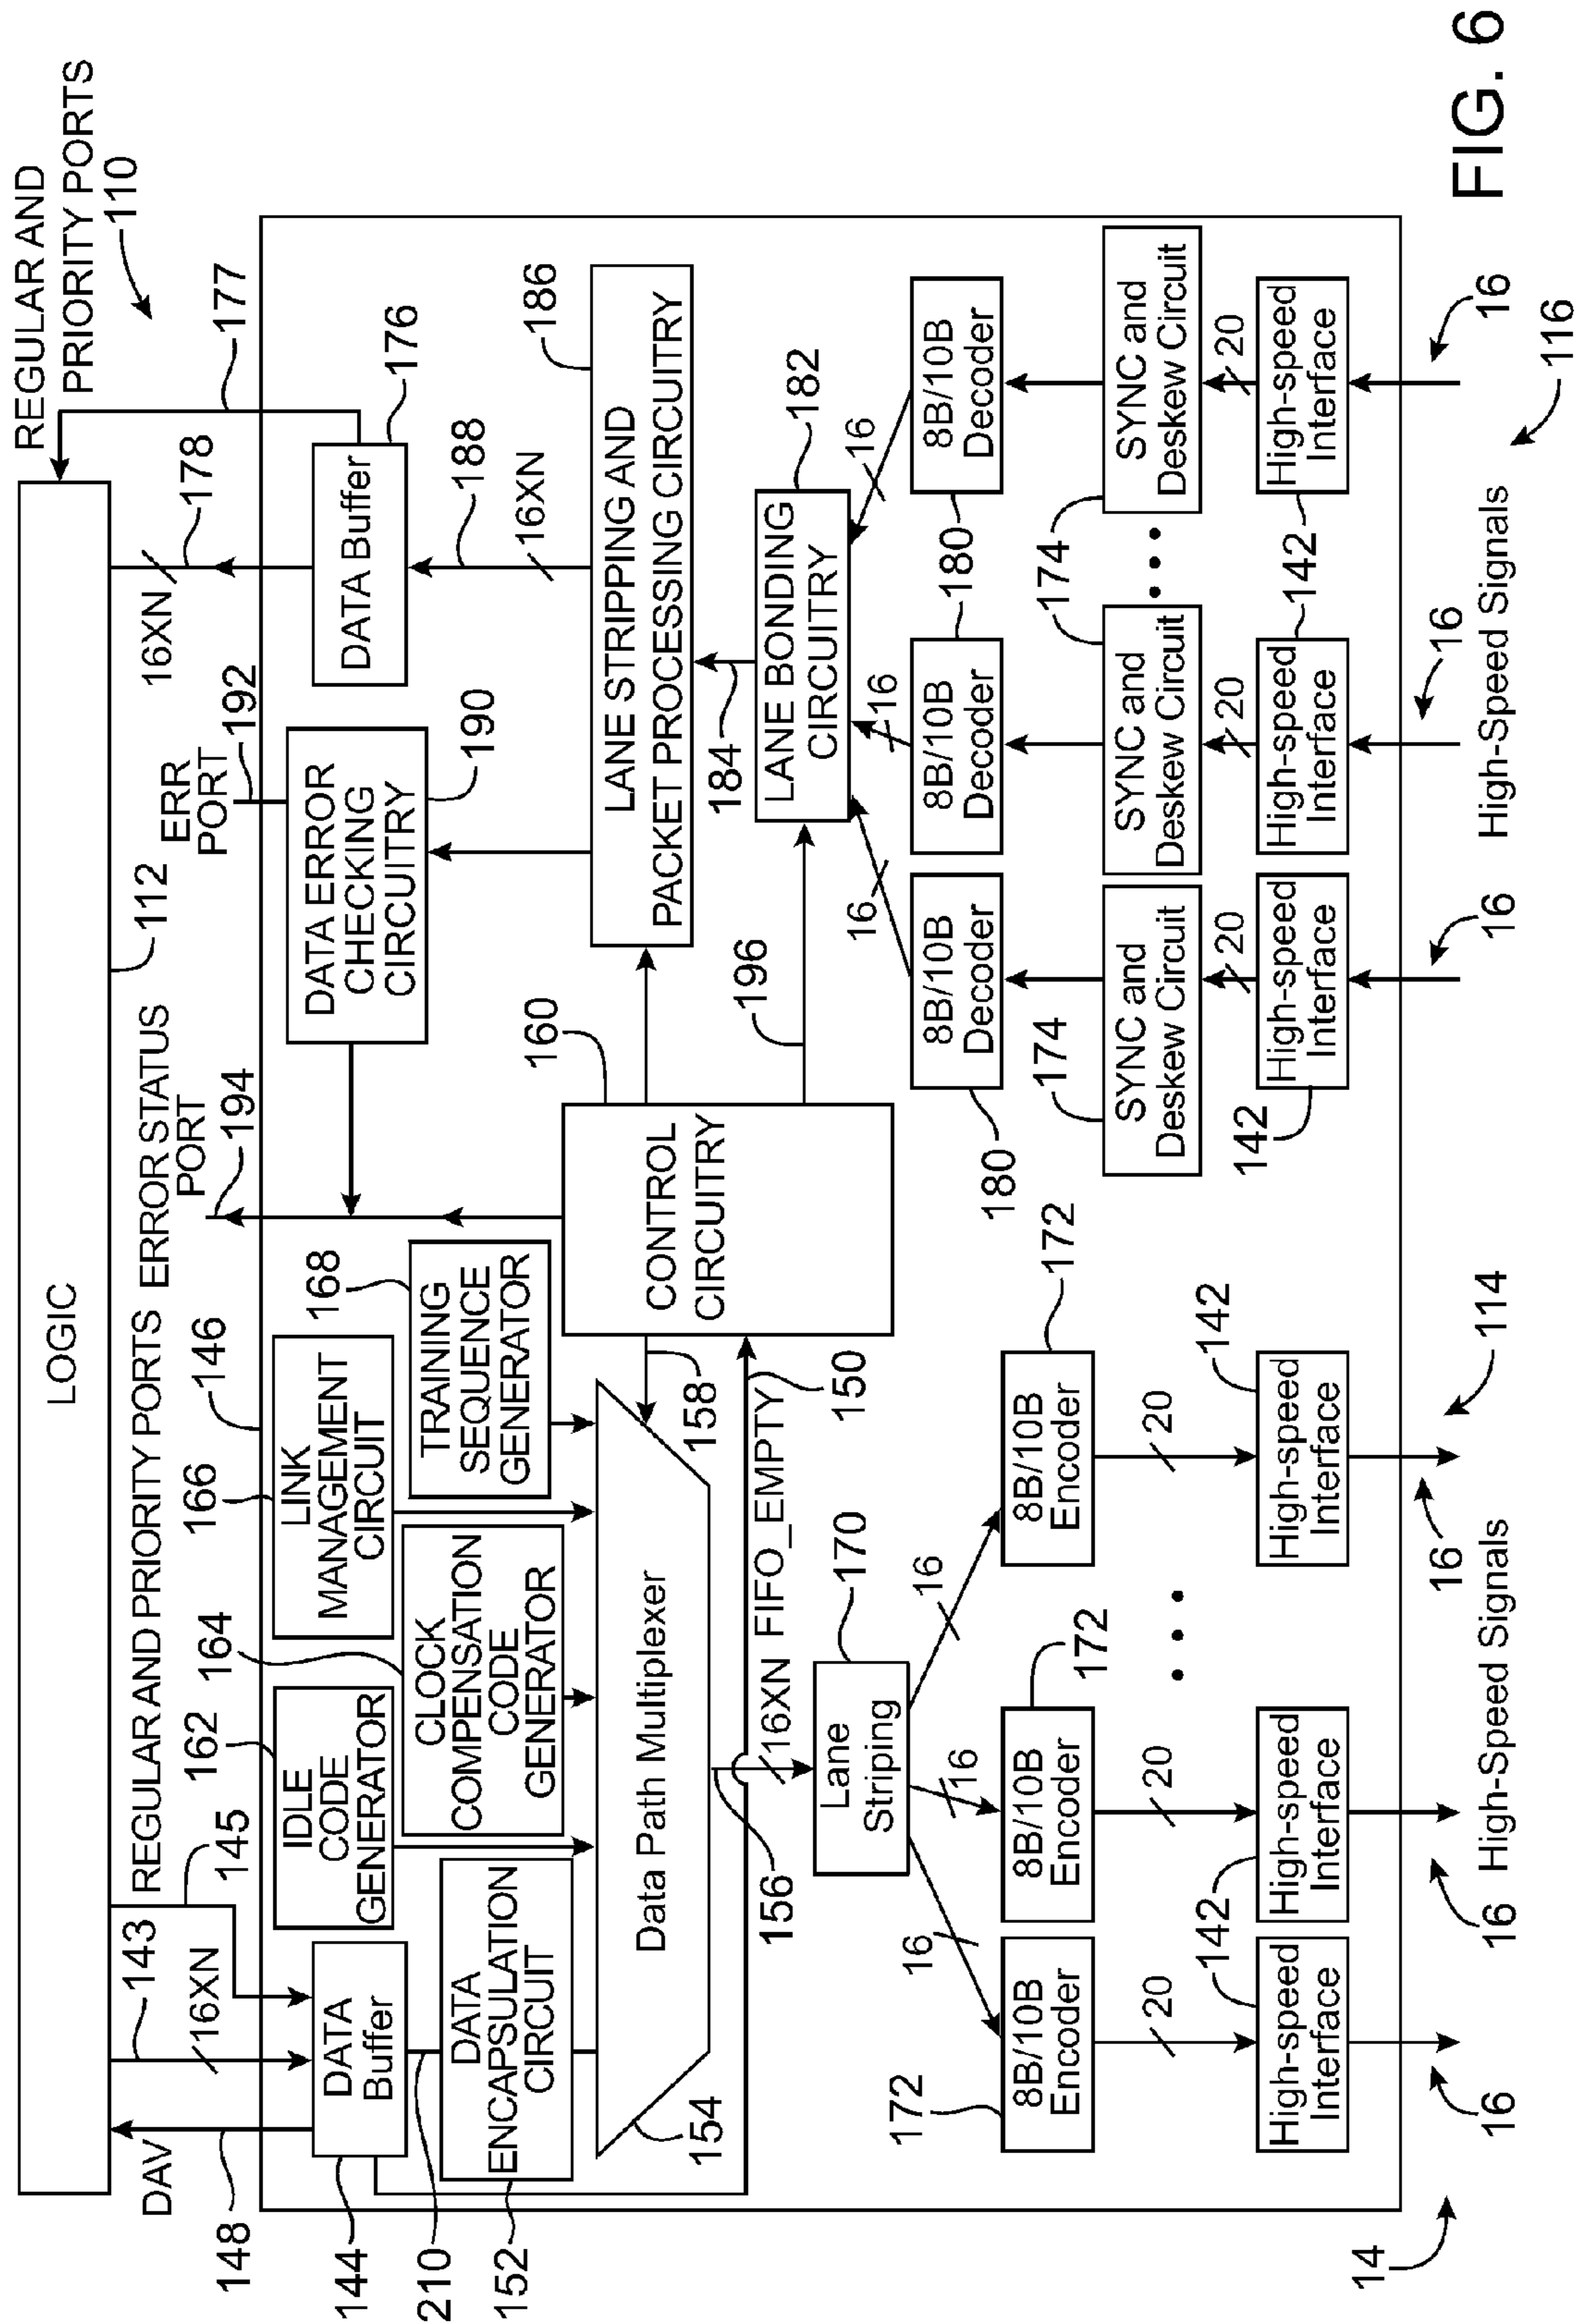 LOGIC
112
REGULAR AND
PRIORITY PORTS
110
DAV
148
143
16XN
145
REGULAR AND PRIORITY PORTS
146
ERROR STATUS
PORT
194
ERR
PORT
192
16XN
178
177
144
DATA
Buffer
162
IDLE
CODE
GENERATOR
166
LINK
MANAGEMENT
CIRCUIT
164
CLOCK
COMPENSATION
CODE
GENERATOR
168
TRAINING
SEQUENCE
GENERATOR
DATA ERROR
CHECKING
CIRCUITRY
190
DATA Buffer
176
210
152
DATA
ENCAPSULATION
CIRCUIT
188
16XN
154
Data Path Multiplexer
158
160
CONTROL
CIRCUITRY
LANE STRIPPING AND
PACKET PROCESSING CIRCUITRY
186
156
16XN
FIFO_EMPTY
150
196
184
LANE BONDING
CIRCUITRY
182
Lane
Striping
170
16
16
16
16
16
16
172
8B/10B
Encoder
8B/10B
Encoder
172
8B/10B
Encoder
172
180
8B/10B
Decoder
8B/10B
Decoder
180
8B/10B
Decoder
174
SYNC and
Deskew Circuit
SYNC and
Deskew Circuit
174
SYNC and
Deskew Circuit
20
20
20
20
20
20
High-speed
Interface
142
High-speed
Interface
142
High-speed
Interface
142
142
High-speed
Interface
High-speed
Interface
142
High-speed
Interface
14
16
16
High-Speed Signals
16
114
16
High-Speed Signals
16
16
116
FIG. 6